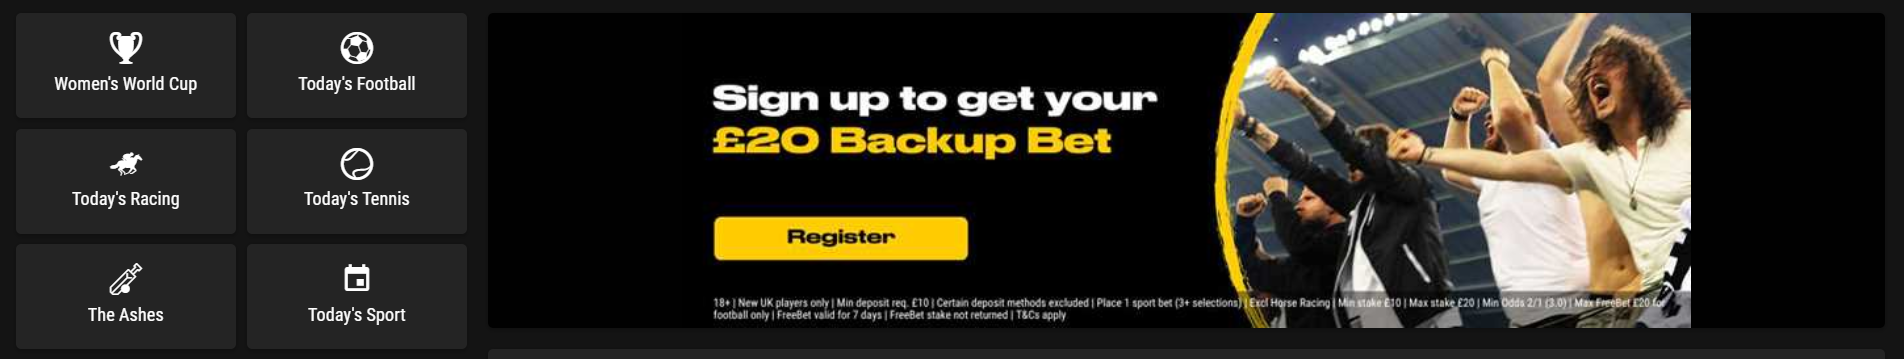 Women's World Cup
Today's Football
Today's Racing
Today's Tennis
The Ashes
Today's Sport
Sign up to get your
£20 Backup Bet
Register
18+ | New UK players only | Min deposit req. £10 | Certain deposit methods excluded | Place 1 sport bet (3+ selections) | Excl Horse Racing | Min stake £10 | Max stake £20 | Min Odds 2/1 (3.0) | Max FreeBet £20 for
football only | FreeBet valid for 7 days | FreeBet stake not returned | T&Cs apply